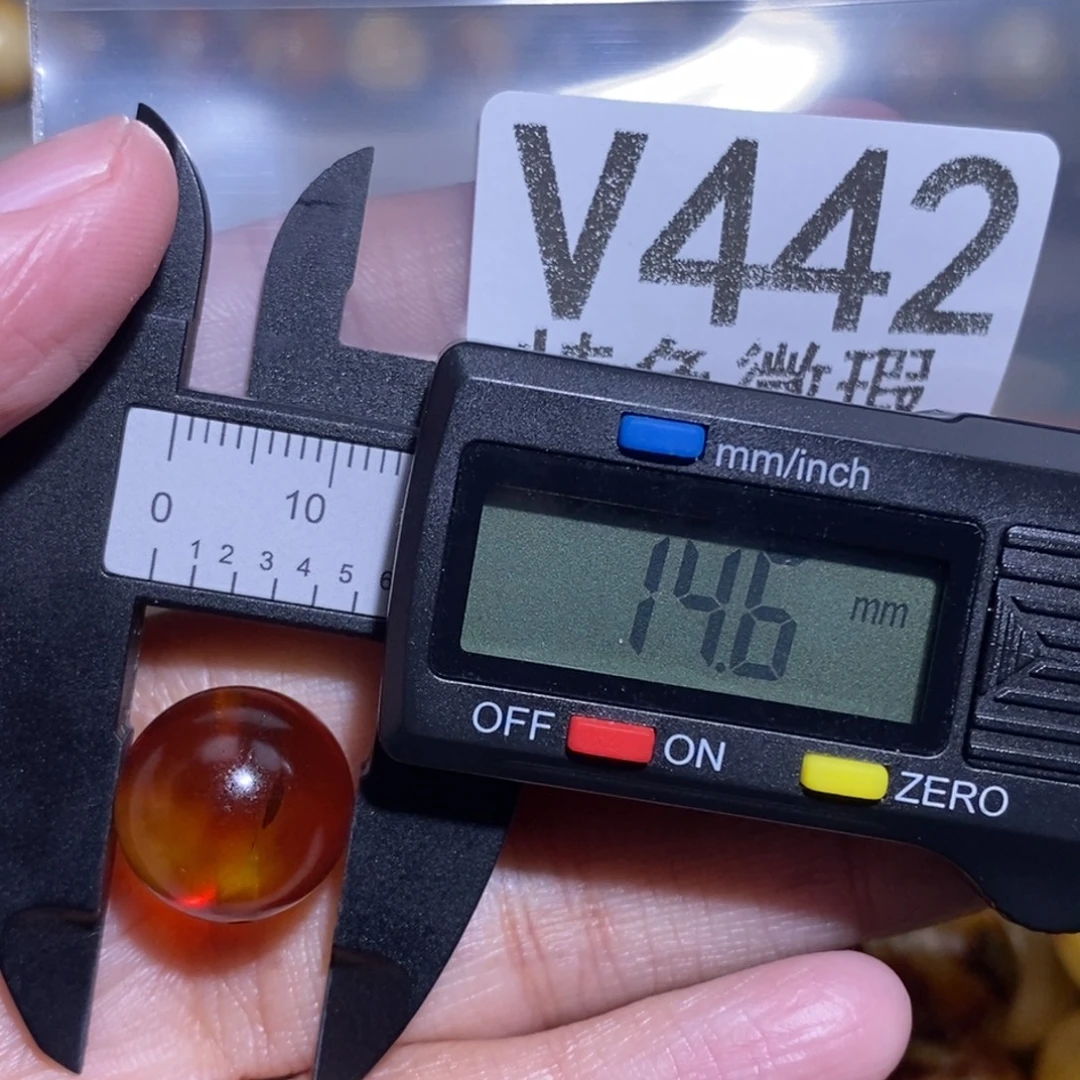 V442
mm/inch
0 10
1 2 3 4 5 6
14.6 mm
OFF ON ZERO